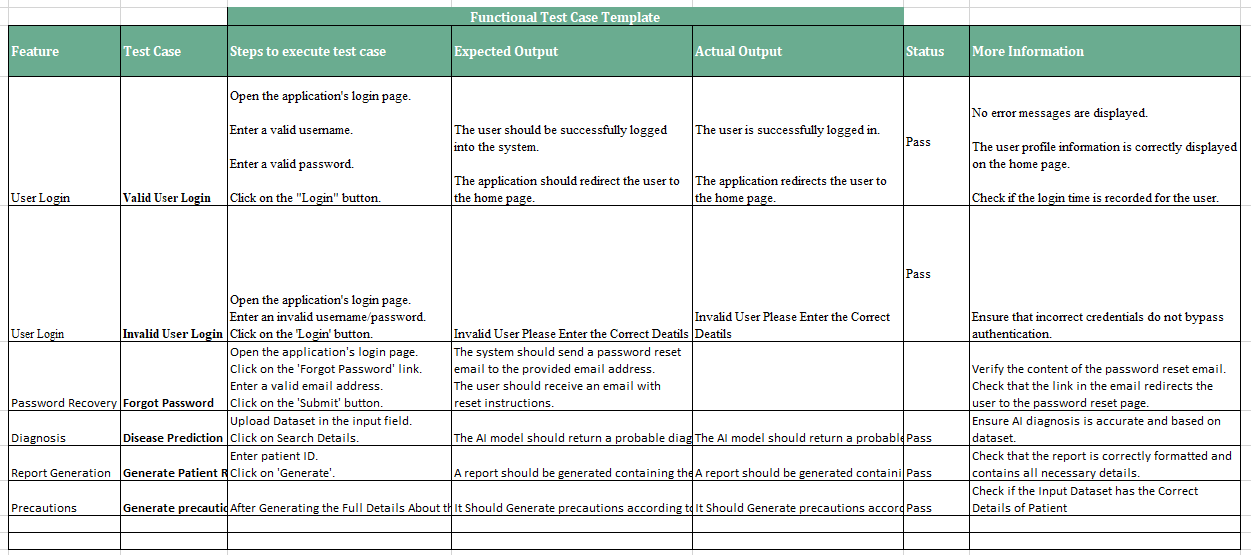 Functional Test Case Template
Feature
Test Case
Steps to execute test case
Expected Output
Actual Output
Status
More Information
User Login
Valid User Login
Open the application's login page.
Enter a valid username.
Enter a valid password.
Click on the "Login" button.
The user should be successfully logged
into the system.
The application should redirect the user to
the home page.
The user is successfully logged in.
The application redirects the user to
the home page.
Pass
No error messages are displayed.
The user profile information is correctly displayed
on the home page.
Check if the login time is recorded for the user.
User Login
Invalid User Login
Open the application's login page.
Enter an invalid username/password.
Click on the 'Login' button.
Invalid User Please Enter the Correct Deatils
Invalid User Please Enter the Correct
Deatils
Pass
Ensure that incorrect credentials do not bypass
authentication.
Password Recovery
Forgot Password
Open the application's login page.
Click on the 'Forgot Password' link.
Enter a valid email address.
Click on the 'Submit' button.
The system should send a password reset
email to the provided email address.
The user should receive an email with
reset instructions.
Verify the content of the password reset email.
Check that the link in the email redirects the
user to the password reset page.
Diagnosis
Disease Prediction
Upload Dataset in the input field.
Click on Search Details.
The AI model should return a probable diag
The AI model should return a probable
Pass
Ensure AI diagnosis is accurate and based on
dataset.
Report Generation
Generate Patient R
Enter patient ID.
Click on 'Generate'.
A report should be generated containing the
A report should be generated containi
Pass
Check that the report is correctly formatted and
contains all necessary details.
Precautions
Generate precautic
After Generating the Full Details About th
It Should Generate precautions according to
It Should Generate precautions accord
Pass
Check if the Input Dataset has the Correct
Details of Patient